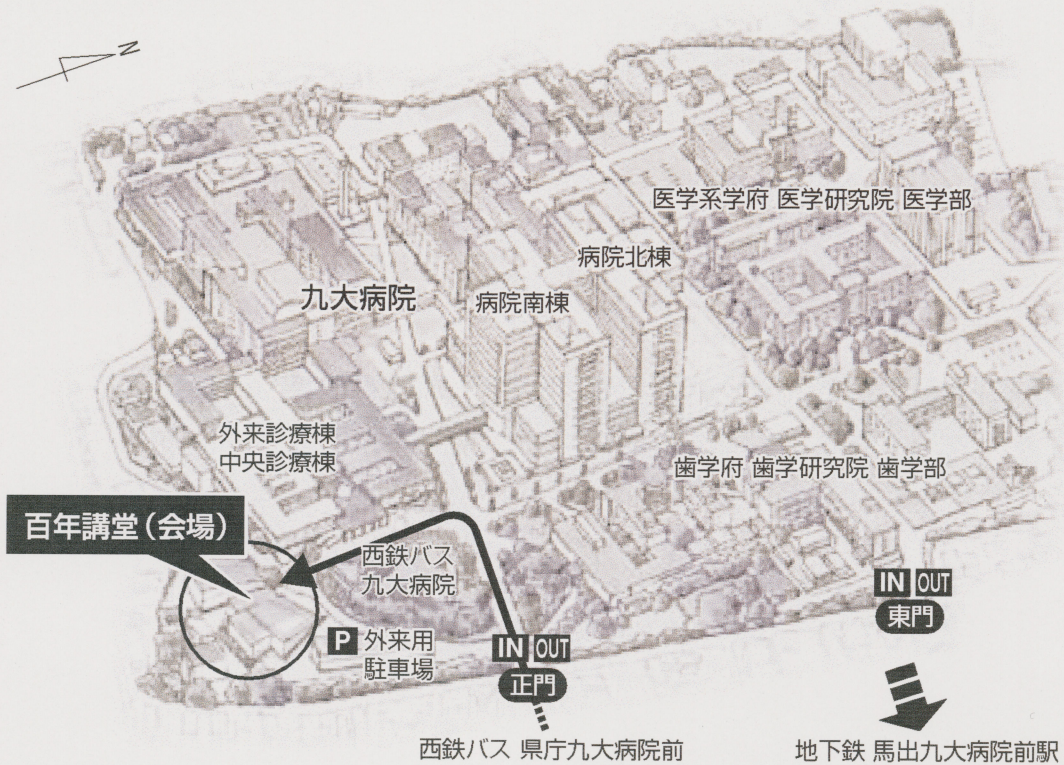 N
医学系学府 医学研究院 医学部
病院北棟
九大病院
病院南棟
外来診療棟
中央診療棟
歯学府 歯学研究院 歯学部
百年講堂（会場）
西鉄バス
九大病院
IN OUT
東門
P 外来用
駐車場
IN OUT
正門
西鉄バス 県庁九大病院前
地下鉄 馬出九大病院前駅